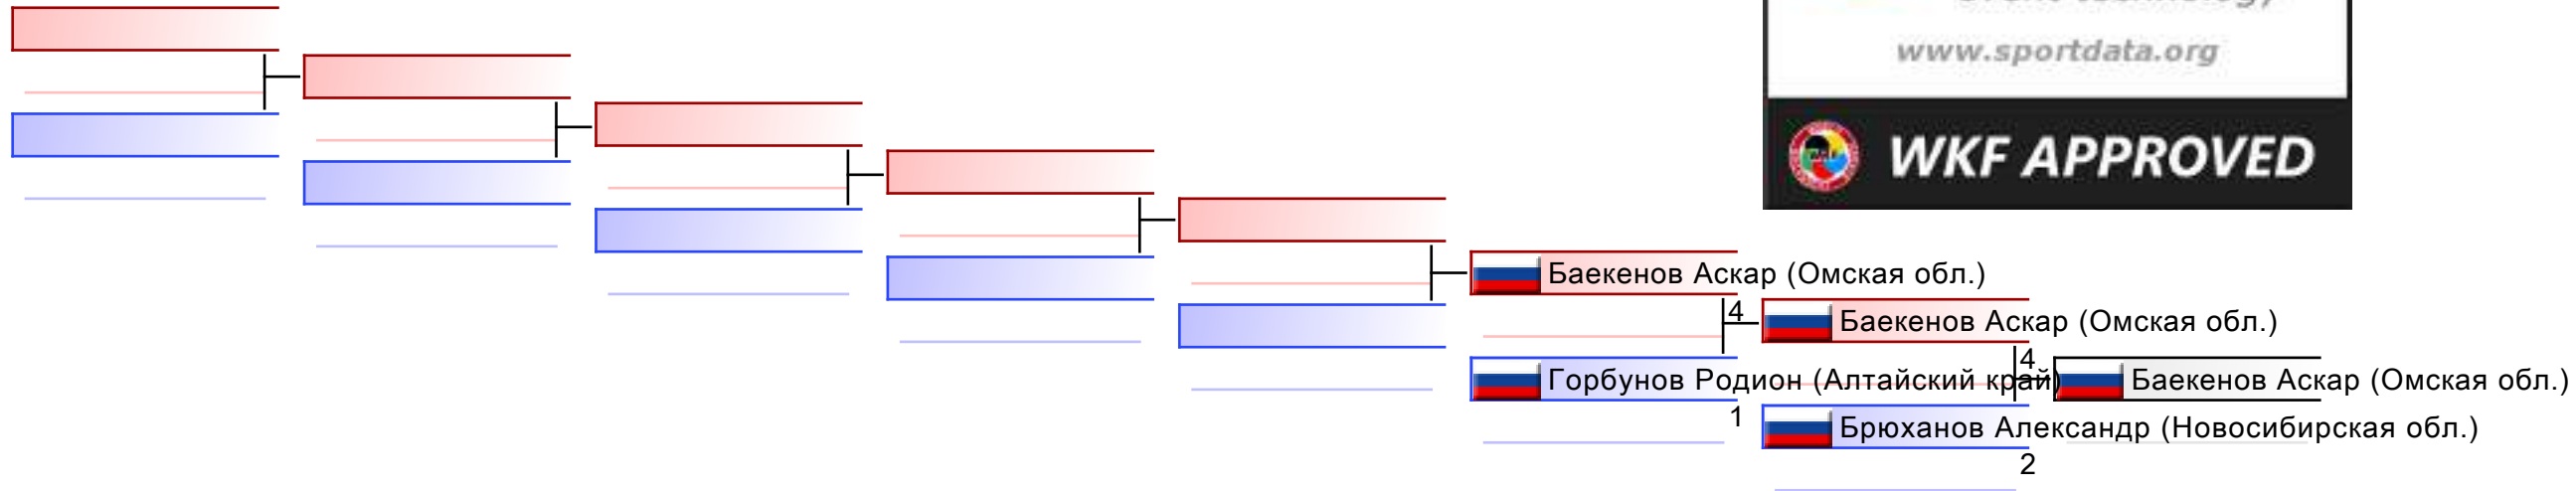 www.sportdata.org
WKF APPROVED
Баекенов Аскар (Омская обл.)
4
Баекенов Аскар (Омская обл.)
4
Горбунов Родион (Алтайский край)
Баекенов Аскар (Омская обл.)
1
Брюханов Александр (Новосибирская обл.)
2